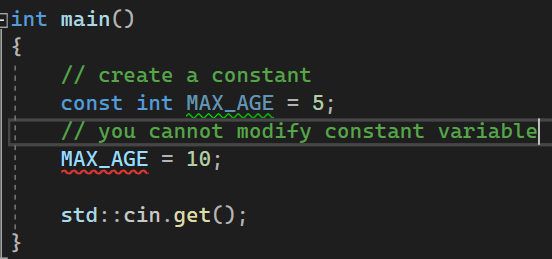 int main()
{
// create a constant
const int MAX_AGE = 5;
// you cannot modify constant variable
MAX_AGE = 10;
std::cin.get();
}